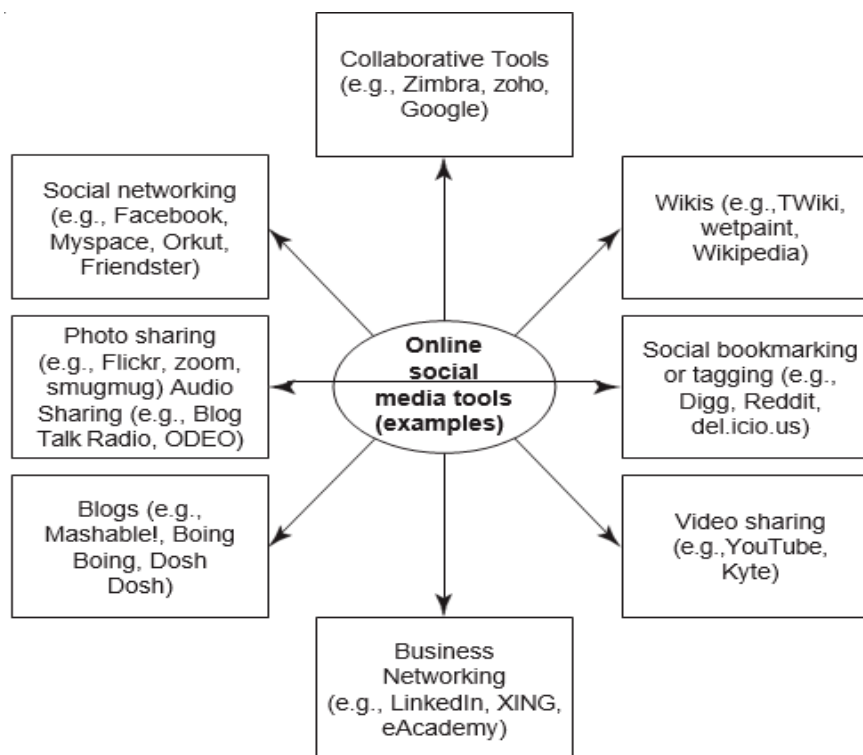 Collaborative Tools
(e.g., Zimbra, zoho,
Google)
Social networking
(e.g., Facebook,
Myspace, Orkut,
Friendster)
Wikis (e.g.,TWiki,
wetpaint,
Wikipedia)
Photo sharing
(e.g., Flickr, zoom,
smugmug) Audio
Sharing (e.g., Blog
Talk Radio, ODEO)
Online
social
media tools
(examples)
Social bookmarking
or tagging (e.g.,
Digg, Reddit,
del.icio.us)
Blogs (e.g.,
Mashable!, Boing
Boing, Dosh
Dosh)
Video sharing
(e.g.,YouTube,
Kyte)
Business
Networking
(e.g., LinkedIn, XING,
eAcademy)